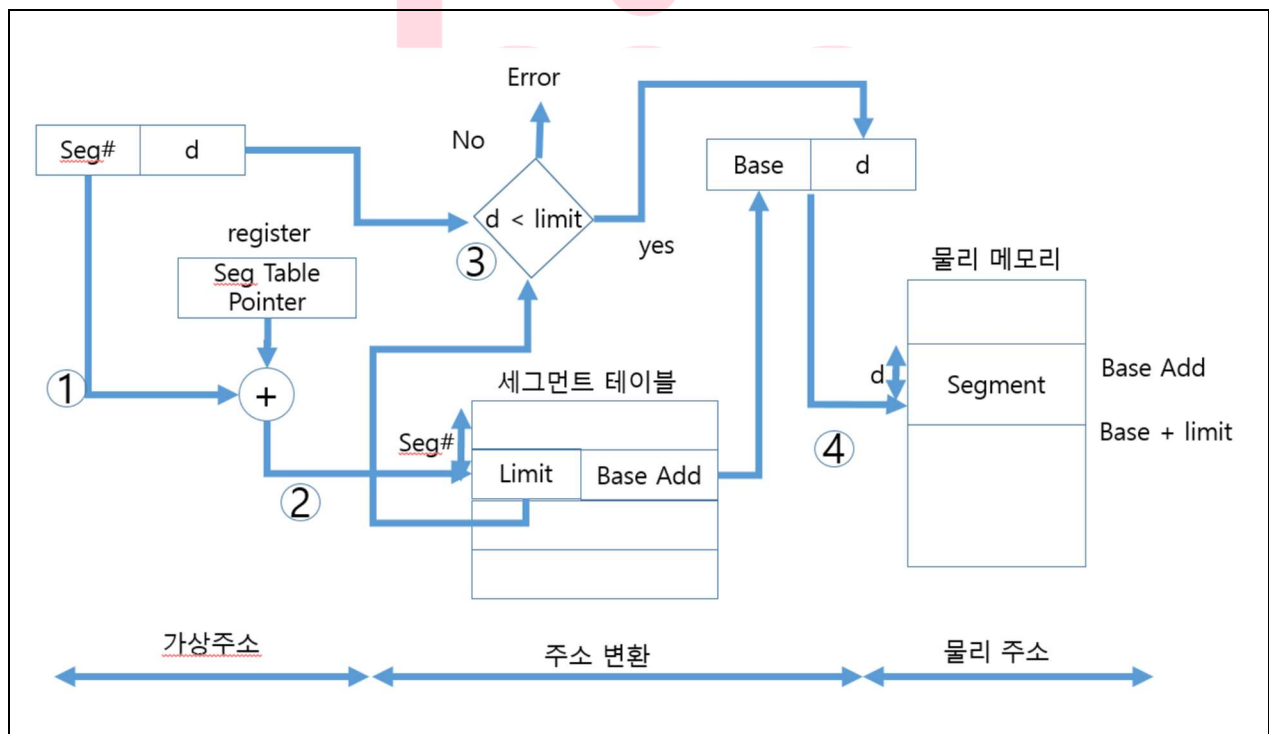 Error
No
Seg#
d
Base
d
d < limit
register
yes
③
Seg Table
Pointer
물리 메모리
①
+
세그먼트 테이블
d
Segment
Base Add
Base + limit
Seg#
Limit
Base Add
④
②
가상주소
주소 변환
물리 주소